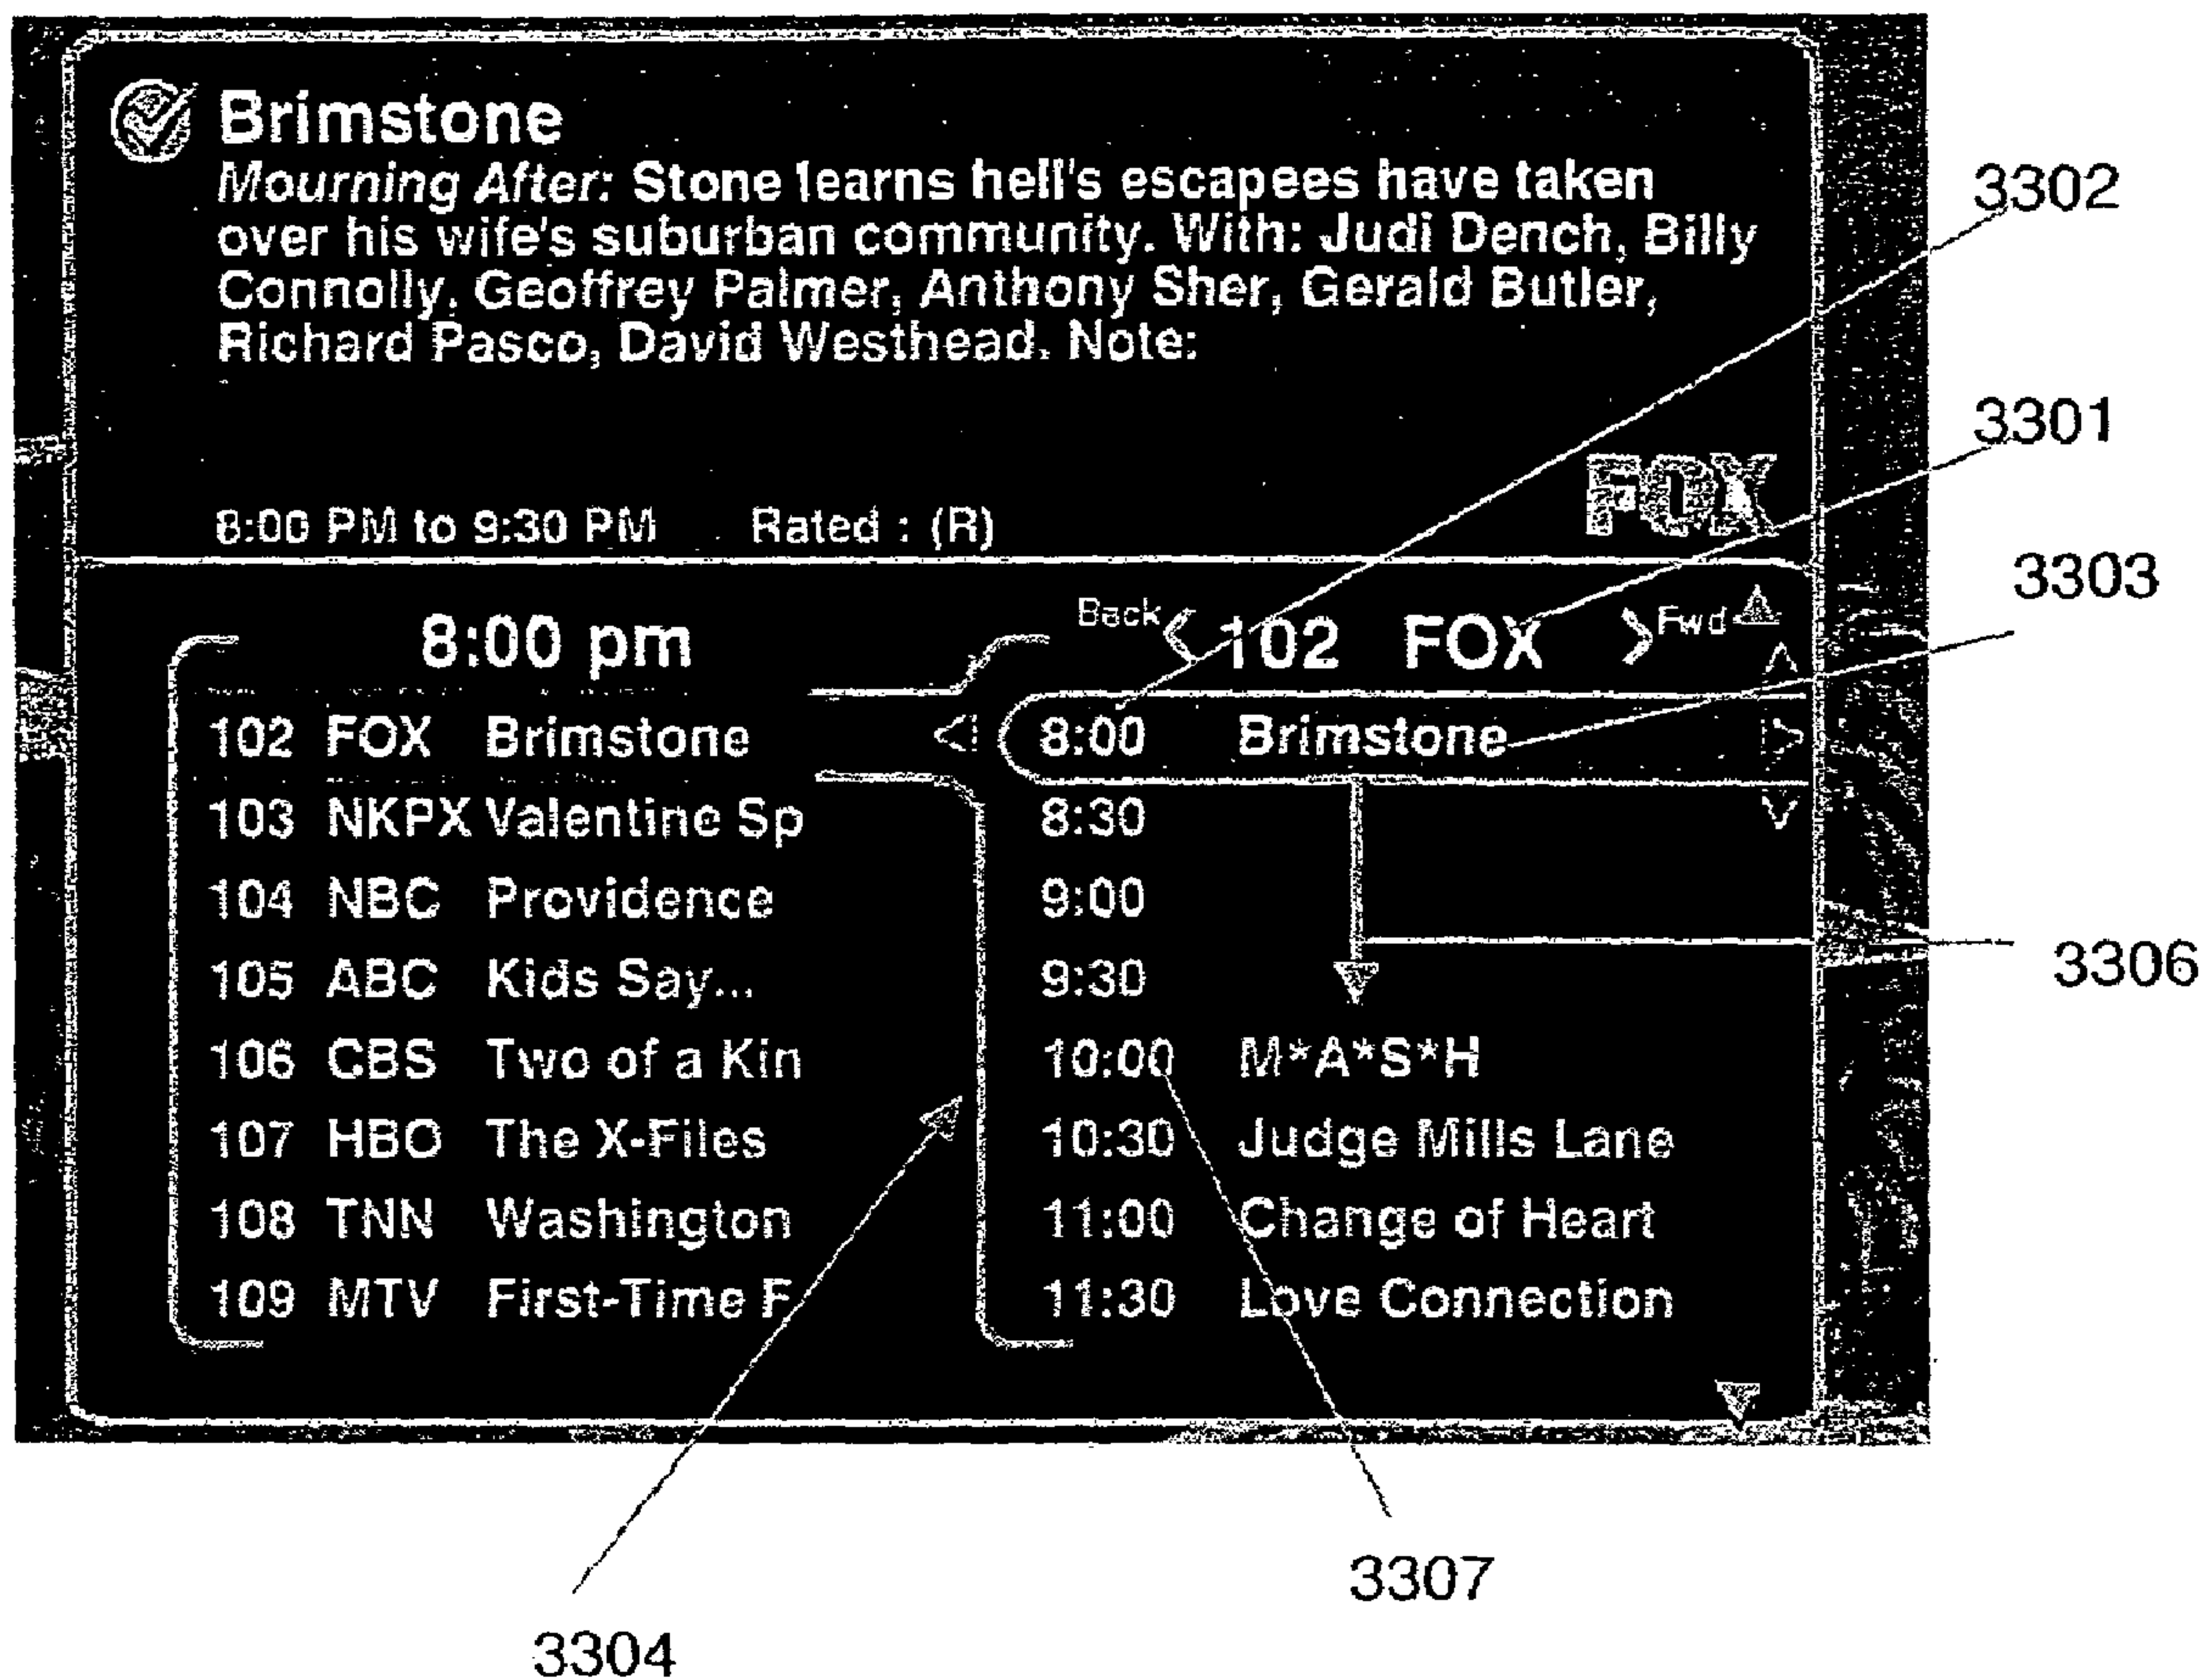 Brimstone
Mourning After: Stone learns hell's escapees have taken
over his wife's suburban community. With: Judi Dench, Billy
Connolly, Geoffrey Palmer, Anthony Sher, Gerald Butler,
Richard Pasco, David Westhead. Note:
FOX
8:00 PM to 9:30 PM Rated : (R)
8:00 pm
Back < 102 FOX > Fwd
102 FOX Brimstone
103 NKPX Valentine Sp
104 NBC Providence
105 ABC Kids Say...
106 CBS Two of a Kin
107 HBO The X-Files
108 TNN Washington
109 MTV First-Time F
8:00 Brimstone
8:30
9:00
9:30
10:00 M*A*S*H
10:30 Judge Mills Lane
11:00 Change of Heart
11:30 Love Connection
3302
3301
3303
3306
3307
3304